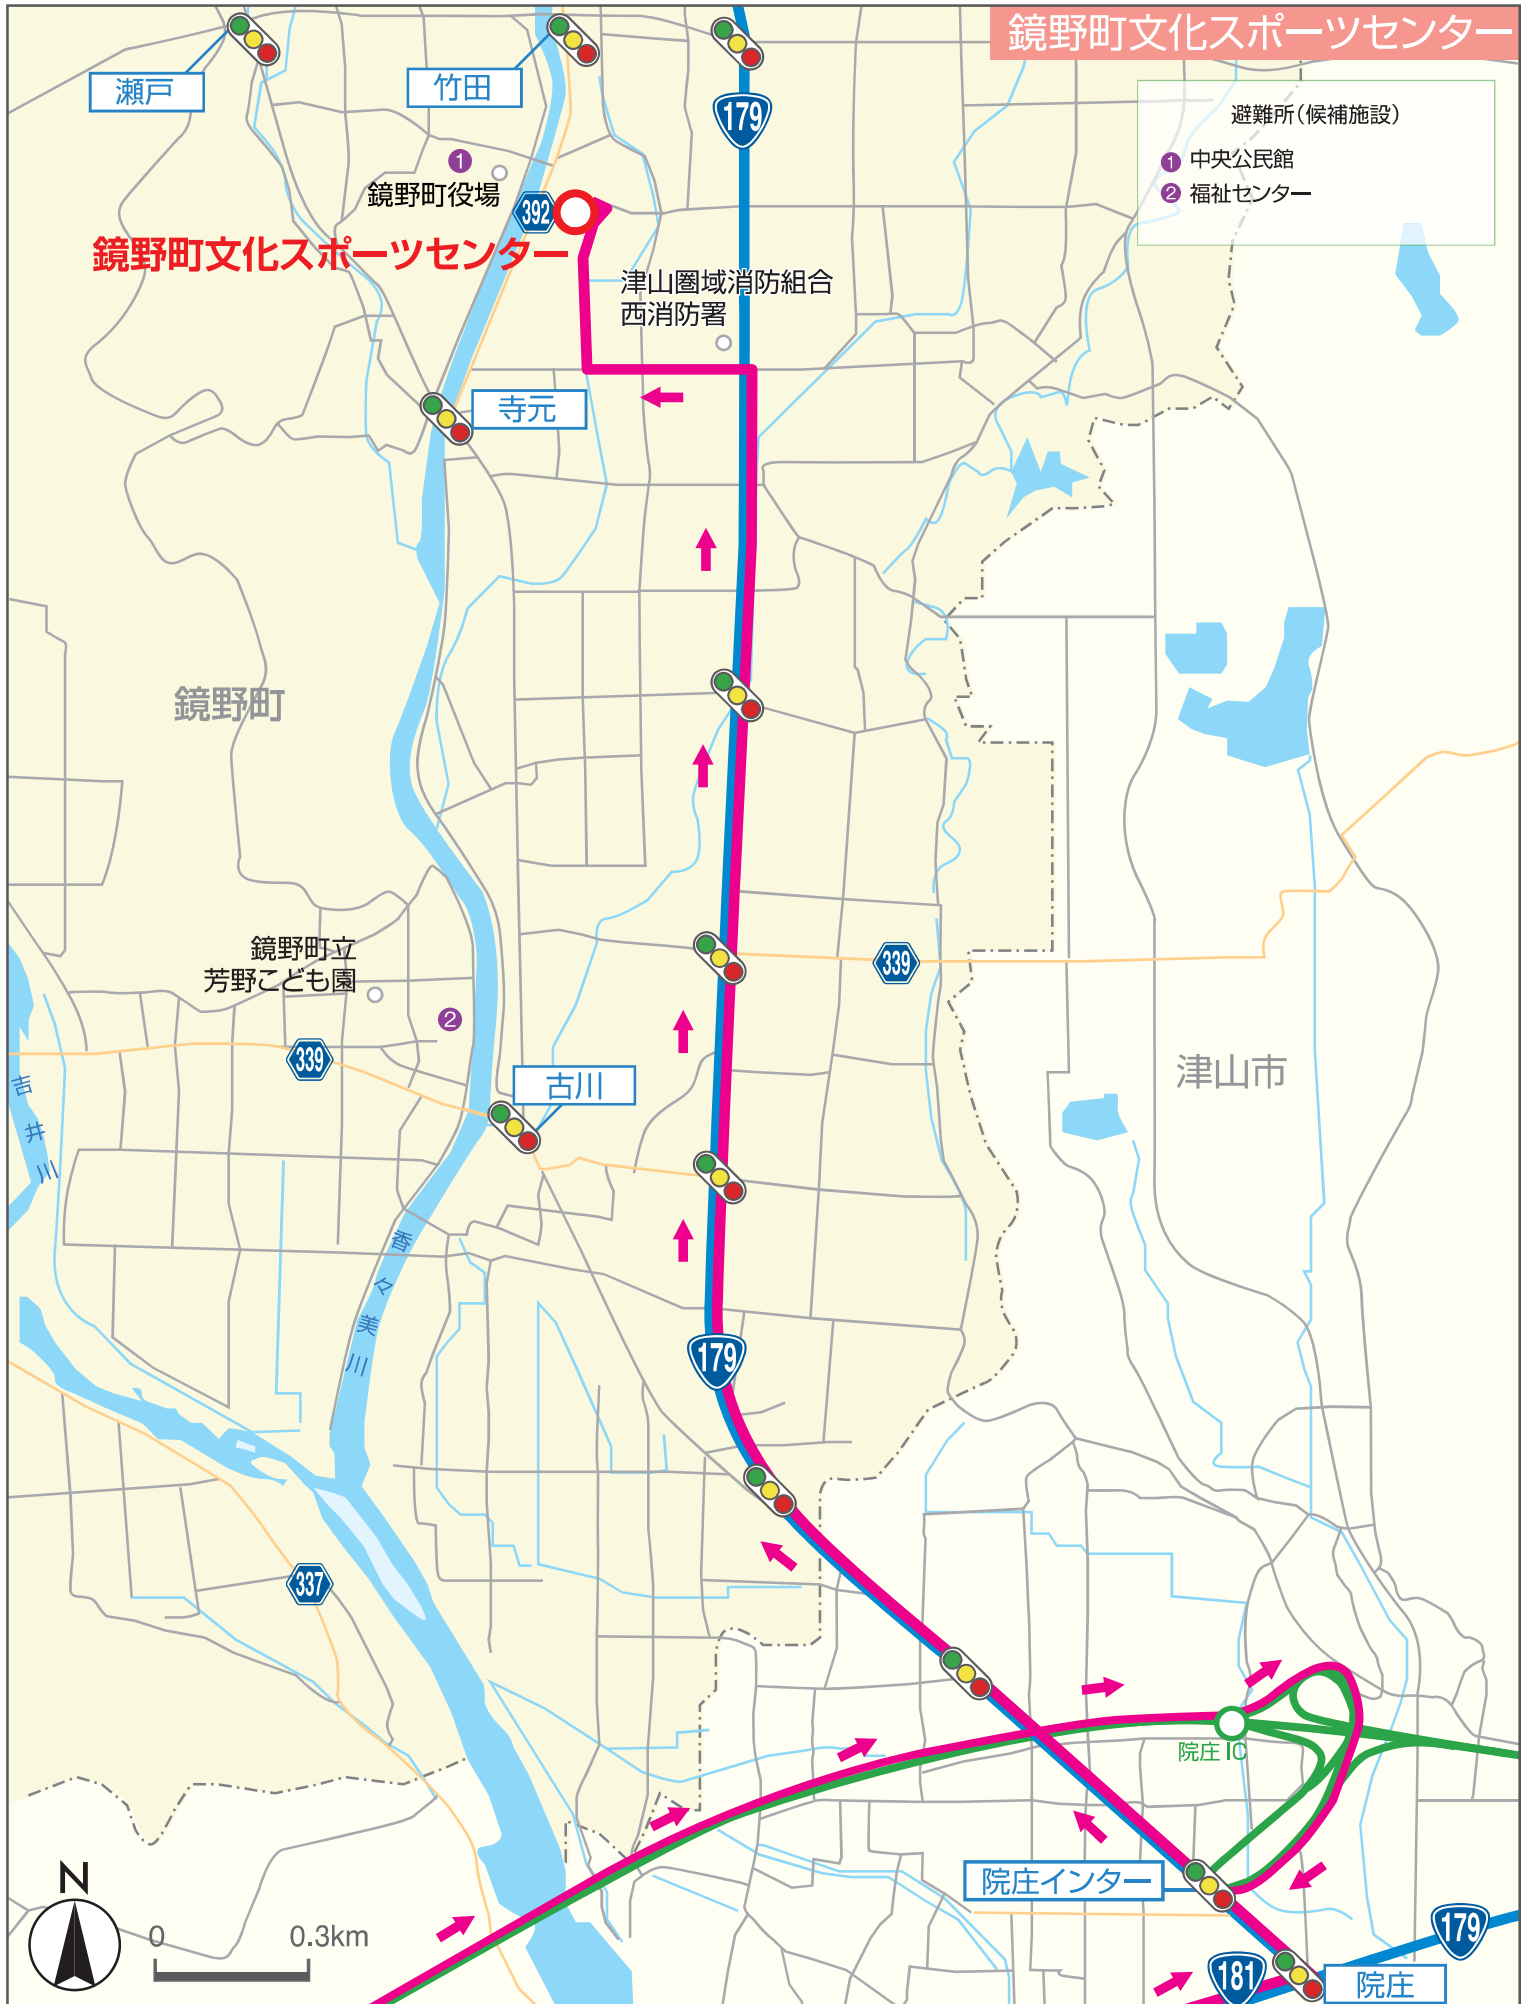 鏡野町文化スポーツセンター
瀬戸
竹田
179
避難所（候補施設）
1 中央公民館
2 福祉センター
1
鏡野町役場
392
鏡野町文化スポーツセンター
津山圏域消防組合
西消防署
寺元
鏡野町
鏡野町立
芳野こども園
339
2
339
古川
津山市
吉井川
香々美川
179
337
院庄IC
院庄インター
N
0 0.3km
179
181
院庄